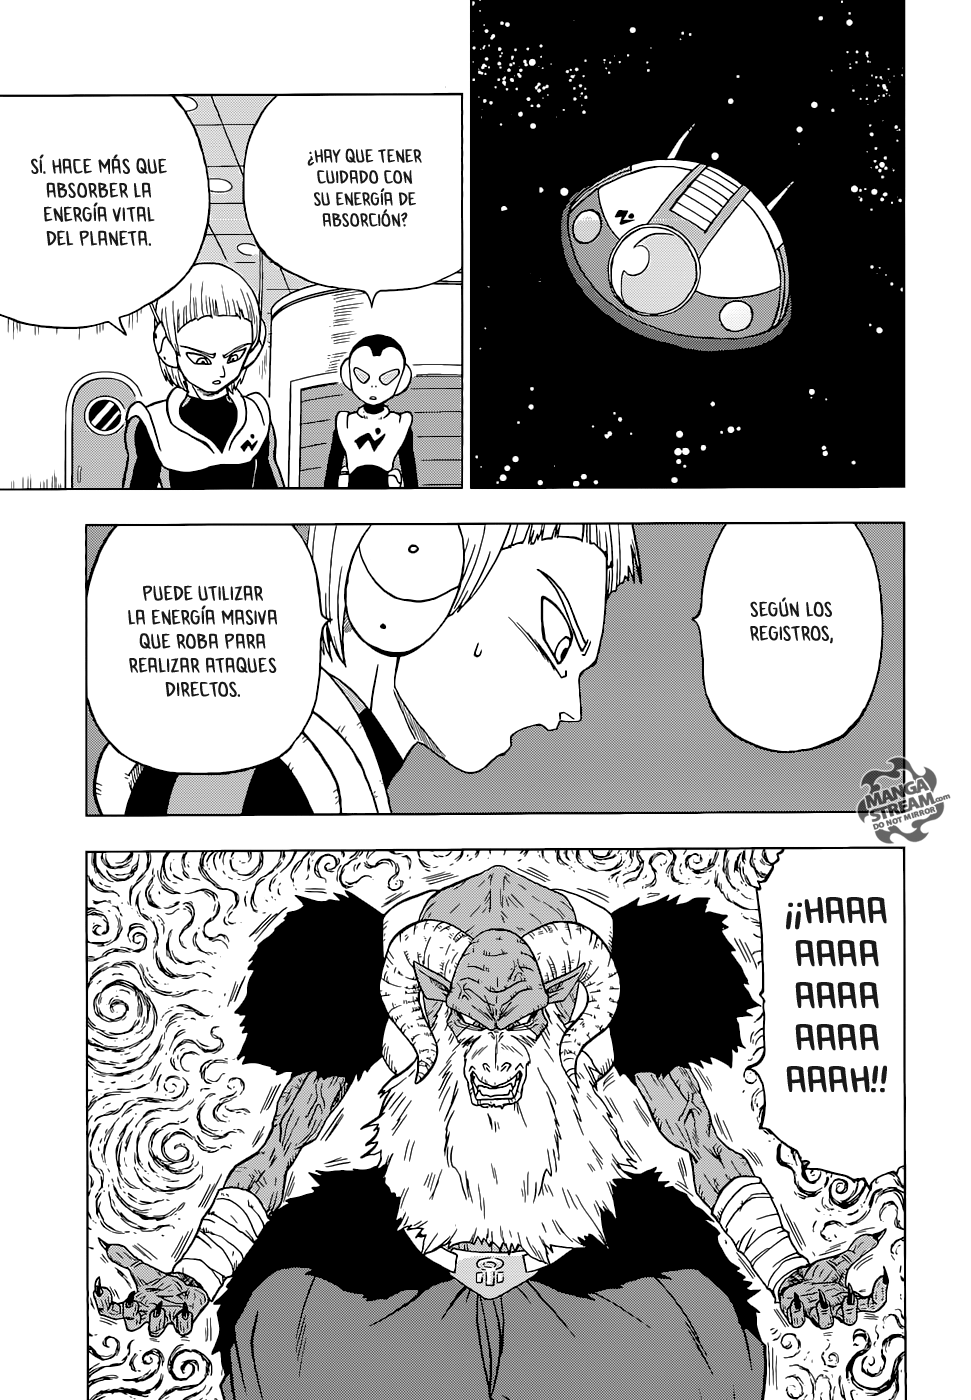 ¿HAY QUE TENER
CUIDADO CON
SU ENERGÍA DE
ABSORCIÓN?
SÍ. HACE MÁS QUE
ABSORBER LA
ENERGÍA VITAL
DEL PLANETA.
SEGÚN LOS
REGISTROS,
PUEDE UTILIZAR
LA ENERGÍA MASIVA
QUE ROBA PARA
REALIZAR ATAQUES
DIRECTOS.
MANGA
STREAM.com
DO NOT MIRROR!
¡¡HAAA
AAAA
AAAA
AAAA
AAAH!!